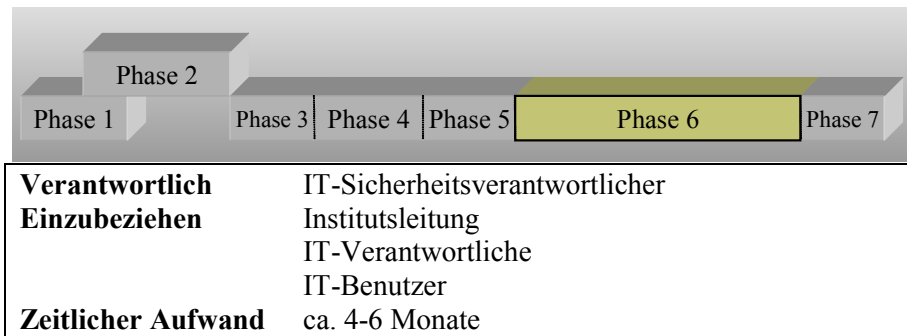 Phase 2
Phase 1 Phase 3 Phase 4 Phase 5 Phase 6 Phase 7
Verantwortlich IT-Sicherheitsverantwortlicher
Einzubeziehen Institutsleitung
IT-Verantwortliche
IT-Benutzer
Zeitlicher Aufwand ca. 4-6 Monate